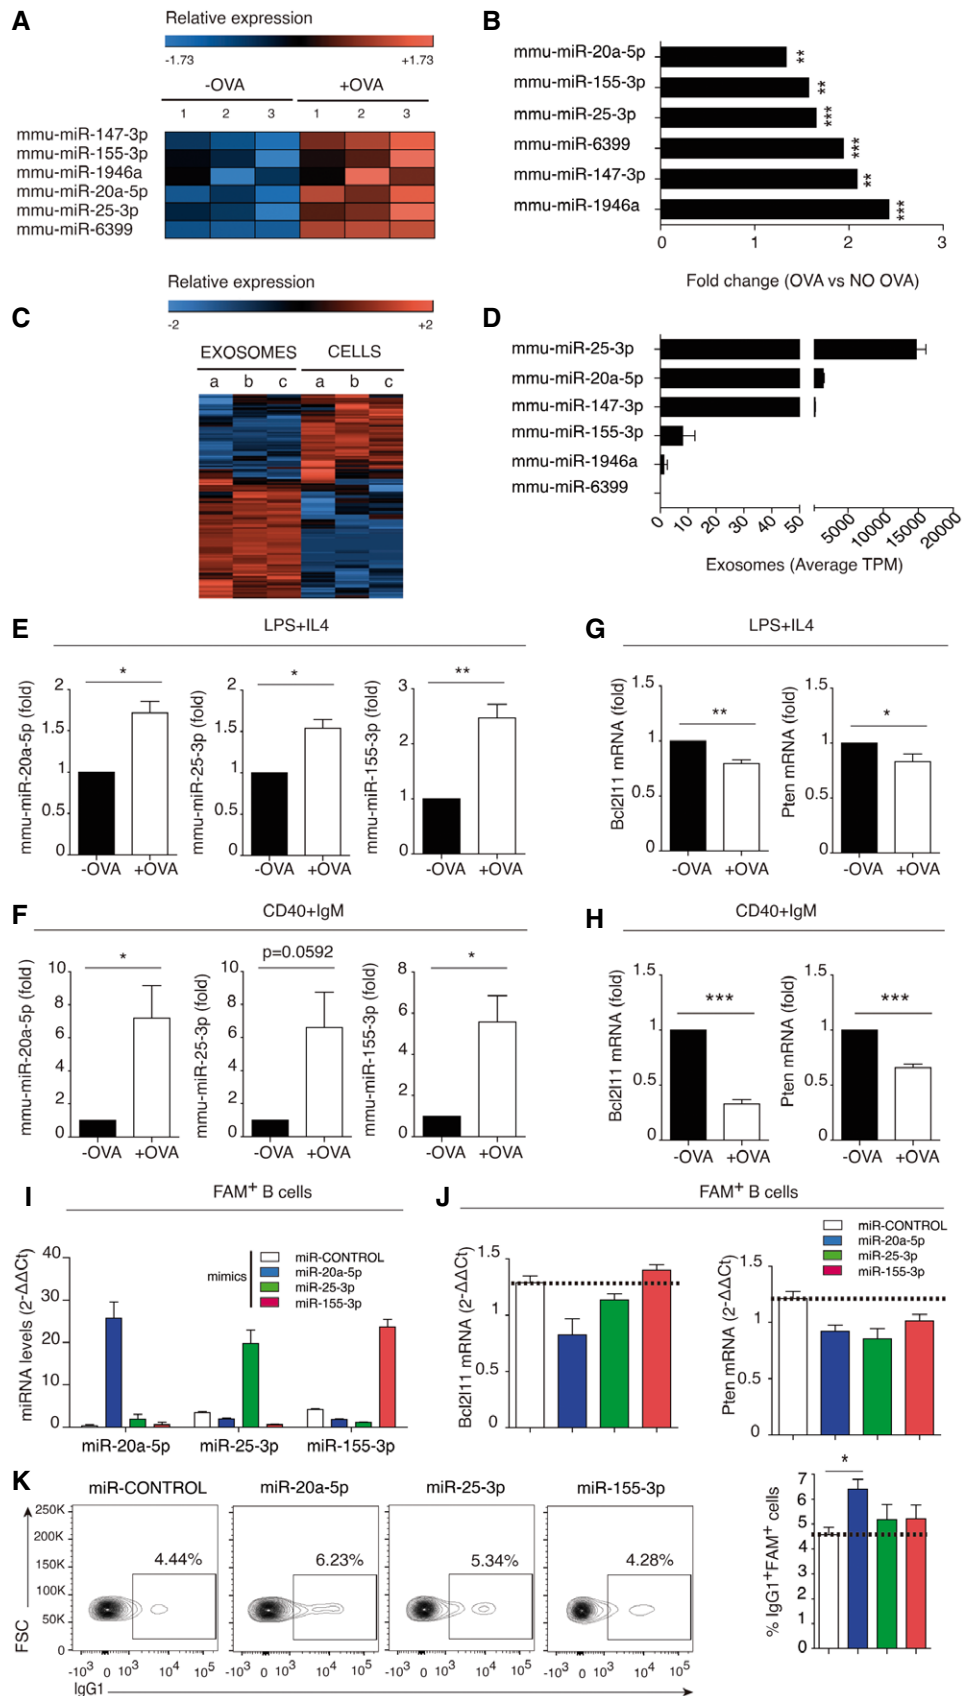 A
Relative expression
-1.73 +1.73
-OVA +OVA
1 2 3 1 2 3
mmu-miR-147-3p
mmu-miR-155-3p
mmu-miR-1946a
mmu-miR-20a-5p
mmu-miR-25-3p
mmu-miR-6399
B
mmu-miR-20a-5p **
mmu-miR-155-3p **
mmu-miR-25-3p ***
mmu-miR-6399 ***
mmu-miR-147-3p **
mmu-miR-1946a ***
0 1 2 3
Fold change (OVA vs NO OVA)
C
Relative expression
-2 +2
EXOSOMES CELLS
a b c a b c
D
mmu-miR-25-3p
mmu-miR-20a-5p
mmu-miR-147-3p
mmu-miR-155-3p
mmu-miR-1946a
mmu-miR-6399
0 10 20 30 40 50 5000 10000 15000 20000
Exosomes (Average TPM)
E
LPS+IL4
mmu-miR-20a-5p (fold)
2
1.5
1
0.5
0
*
-OVA +OVA
mmu-miR-25-3p (fold)
2
1.5
1
0.5
0
*
-OVA +OVA
mmu-miR-155-3p (fold)
3
2
1
0
**
-OVA +OVA
G
LPS+IL4
Bcl2l11 mRNA (fold)
1.5
1
0.5
0
**
-OVA +OVA
Pten mRNA (fold)
1.5
1
0.5
0
*
-OVA +OVA
F
CD40+IgM
mmu-miR-20a-5p (fold)
10
8
6
4
2
0
*
-OVA +OVA
mmu-miR-25-3p (fold)
10
8
6
4
2
0
p=0.0592
-OVA +OVA
mmu-miR-155-3p (fold)
8
6
4
2
0
*
-OVA +OVA
H
CD40+IgM
Bcl2l11 mRNA (fold)
1.5
1
0.5
0
***
-OVA +OVA
Pten mRNA (fold)
1.5
1
0.5
0
***
-OVA +OVA
I
FAM+ B cells
miRNA levels (2-ΔΔCt)
40
30
20
10
0
mimics
miR-CONTROL
miR-20a-5p
miR-25-3p
miR-155-3p
miR-20a-5p miR-25-3p miR-155-3p
J
FAM+ B cells
miR-CONTROL
miR-20a-5p
miR-25-3p
miR-155-3p
Bcl2l11 mRNA (2-ΔΔCt)
1.5
1
0.5
0
Pten mRNA (2-ΔΔCt)
1.5
1
0.5
0
K
miR-CONTROL miR-20a-5p miR-25-3p miR-155-3p
FSC
250K
200K
150K
100K
50K
0
4.44% 6.23% 5.34% 4.28%
-10³ 0 10³ 10⁴ 10⁵ -10³ 0 10³ 10⁴ 10⁵ -10³ 0 10³ 10⁴ 10⁵ -10³ 0 10³ 10⁴ 10⁵
IgG1
% IgG1+FAM+ cells
7
6
5
4
3
2
1
0
*